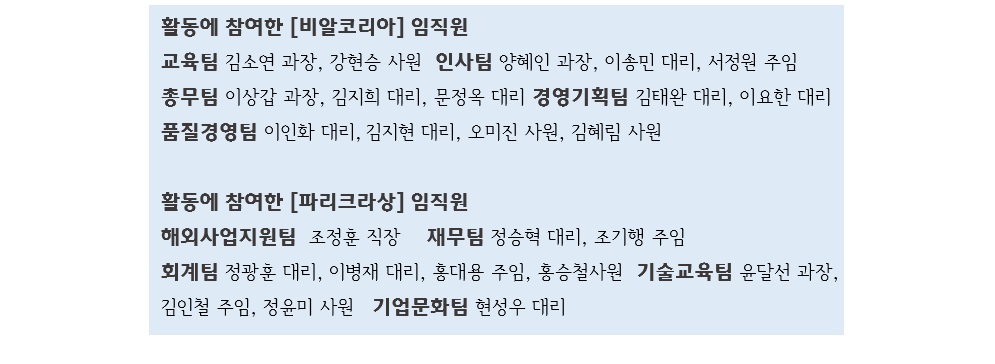 활동에 참여한 [비알코리아] 임직원
교육팀 김소연 과장, 강현승 사원 인사팀 양혜인 과장, 이송민 대리, 서정원 주임
총무팀 이상갑 과장, 김지희 대리, 문정옥 대리 경영기획팀 김태완 대리, 이요한 대리
품질경영팀 이인화 대리, 김지현 대리, 오미진 사원, 김혜림 사원
활동에 참여한 [파리크라상] 임직원
해외사업지원팀 조정훈 직장 재무팀 정승혁 대리, 조기행 주임
회계팀 정광훈 대리, 이병재 대리, 홍대용 주임, 홍승철사원 기술교육팀 윤달선 과장,
김인철 주임, 정윤미 사원 기업문화팀 현성우 대리